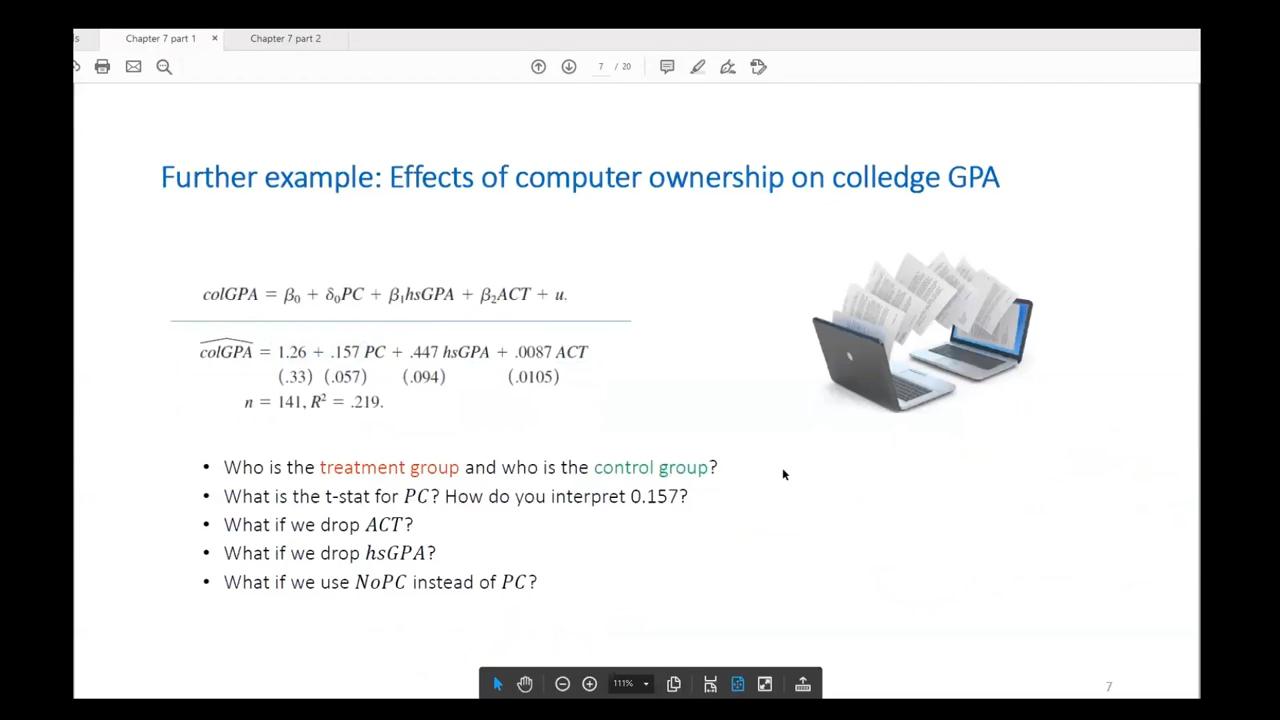 s
Chapter 7 part 1 ×
Chapter 7 part 2
7 / 20
Further example: Effects of computer ownership on colledge GPA
colGPA = β₀ + δ₀PC + β₁hsGPA + β₂ACT + u.
\widehat{colGPA} = 1.26 + .157 PC + .447 hsGPA + .0087 ACT
(.33) (.057) (.094) (.0105)
n = 141, R² = .219.
• Who is the treatment group and who is the control group?
• What is the t-stat for PC? How do you interpret 0.157?
• What if we drop ACT?
• What if we drop hsGPA?
• What if we use NoPC instead of PC?
111%
7